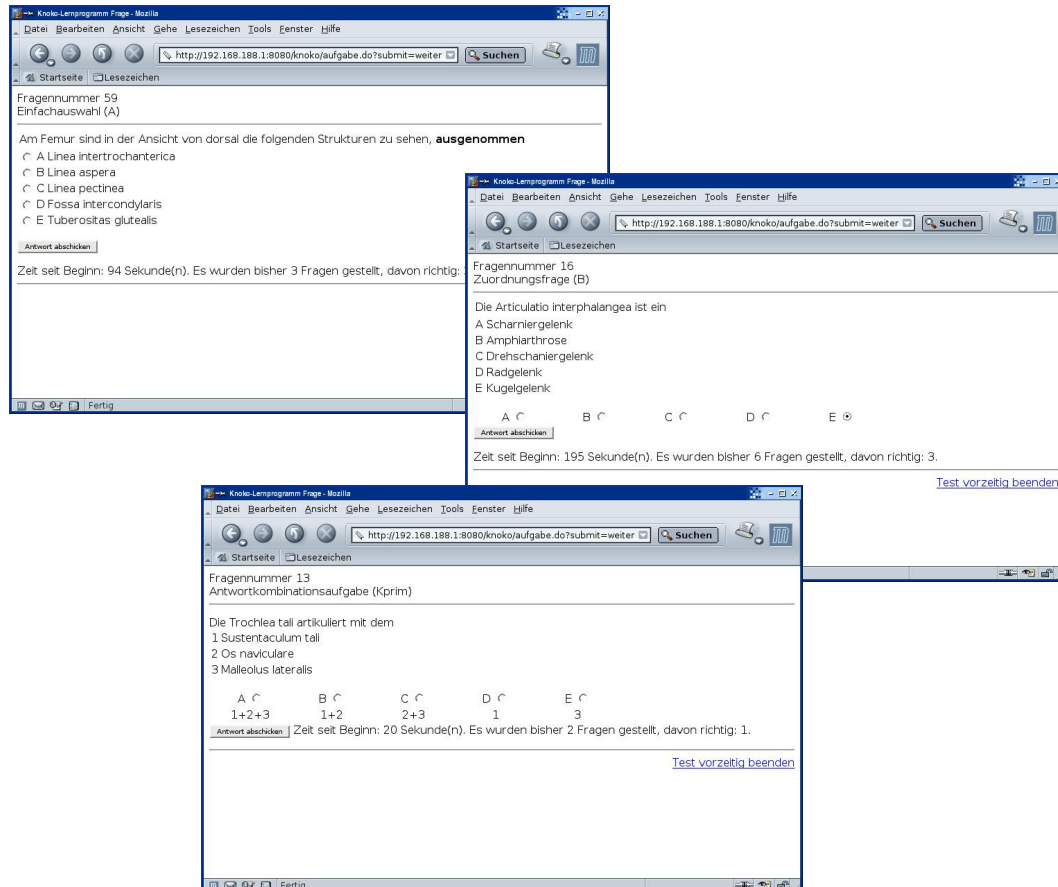 Knoko-Lernprogramm Frage - Mozilla
Datei Bearbeiten Ansicht Gehe Lesezeichen Tools Fenster Hilfe
http://192.168.188.1:8080/knoko/aufgabe.do?submit=weiter Suchen
Startseite Lesezeichen
Fragennummer 59
Einfachauswahl (A)
Am Femur sind in der Ansicht von dorsal die folgenden Strukturen zu sehen, ausgenommen
A Linea intertrochanterica
B Linea aspera
C Linea pectinea
D Fossa intercondylaris
E Tuberositas glutealis
Antwort abschicken
Zeit seit Beginn: 94 Sekunde(n). Es wurden bisher 3 Fragen gestellt, davon richtig:
Fertig
Knoko-Lernprogramm Frage - Mozilla
Datei Bearbeiten Ansicht Gehe Lesezeichen Tools Fenster Hilfe
http://192.168.188.1:8080/knoko/aufgabe.do?submit=weiter Suchen
Startseite Lesezeichen
Fragennummer 16
Zuordnungsfrage (B)
Die Articulatio interphalangea ist ein
A Scharniergelenk
B Amphiarthrose
C Drehschaniergelenk
D Radgelenk
E Kugelgelenk
A B C D E
Antwort abschicken
Zeit seit Beginn: 195 Sekunde(n). Es wurden bisher 6 Fragen gestellt, davon richtig: 3.
Test vorzeitig beenden
Knoko-Lernprogramm Frage - Mozilla
Datei Bearbeiten Ansicht Gehe Lesezeichen Tools Fenster Hilfe
http://192.168.188.1:8080/knoko/aufgabe.do?submit=weiter Suchen
Startseite Lesezeichen
Fragennummer 13
Antwortkombinationsaufgabe (Kprim)
Die Trochlea tali artikuliert mit dem
1 Sustentaculum tali
2 Os naviculare
3 Malleolus lateralis
A B C D E
1+2+3 1+2 2+3 1 3
Antwort abschicken Zeit seit Beginn: 20 Sekunde(n). Es wurden bisher 2 Fragen gestellt, davon richtig: 1.
Test vorzeitig beenden
Fertig